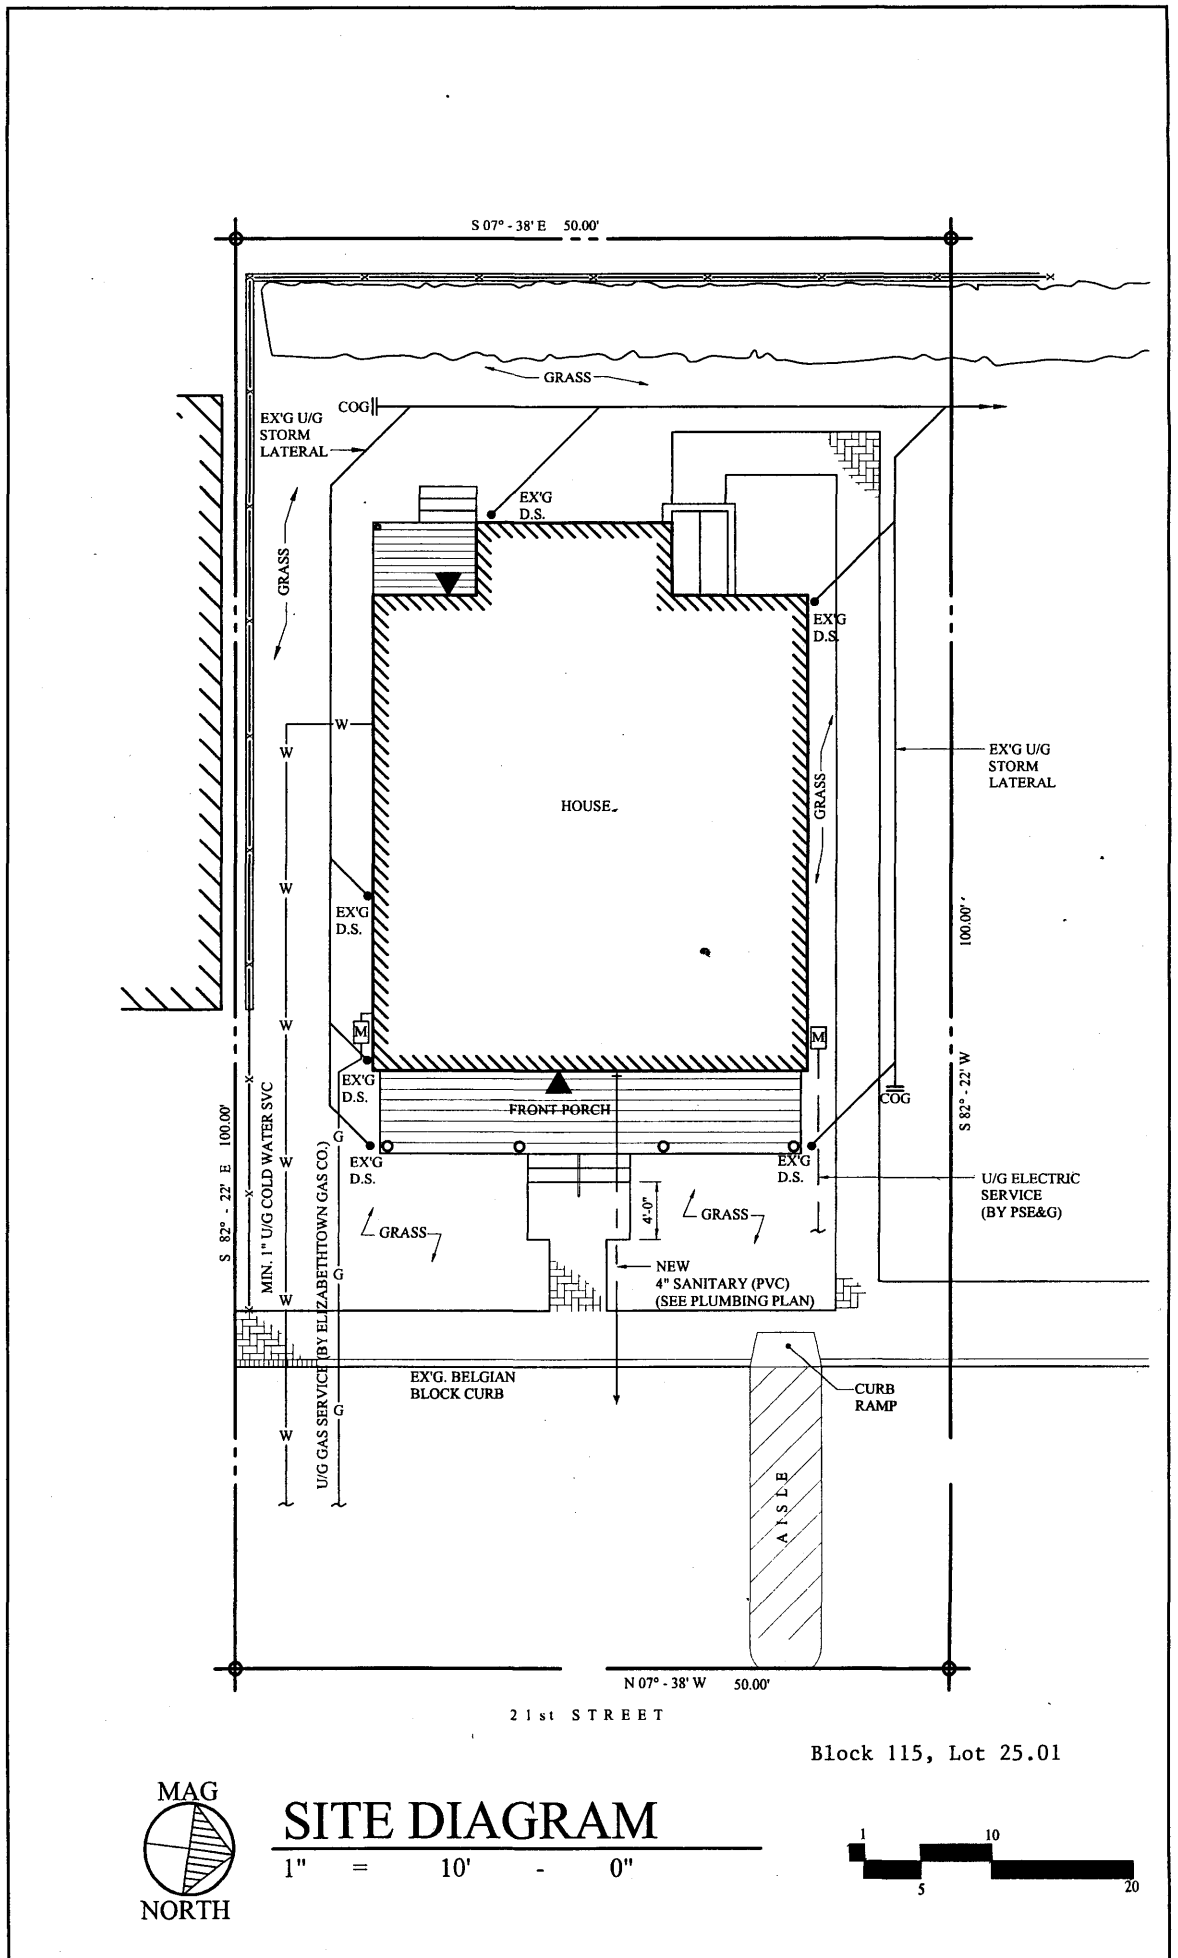 S 07° - 38' E 50.00'
GRASS
COG
EX'G U/G
STORM
LATERAL
EX'G
D.S.
GRASS
EX'G
D.S.
W
W
EX'G U/G
STORM
LATERAL
GRASS
HOUSE
W
EX'G
D.S.
100.00'
S 82° - 22' W
W
M
M
EX'G
D.S.
COG
FRONT PORCH
MIN. 1" U/G COLD WATER SVC
S 82° - 22' E 100.00'
G
W
EX'G
D.S.
EX'G
D.S.
U/G ELECTRIC
SERVICE
(BY PSE&G)
4'-0"
GRASS
GRASS
NEW
4" SANITARY (PVC)
(SEE PLUMBING PLAN)
G
W
U/G GAS SERVICE (BY ELIZABETHTOWN GAS CO.)
EX'G. BELGIAN
BLOCK CURB
CURB
RAMP
G
W
AISLE
N 07° - 38' W 50.00'
21st STREET
Block 115, Lot 25.01
MAG
NORTH
SITE DIAGRAM
1" = 10' - 0"
1 10
5 20